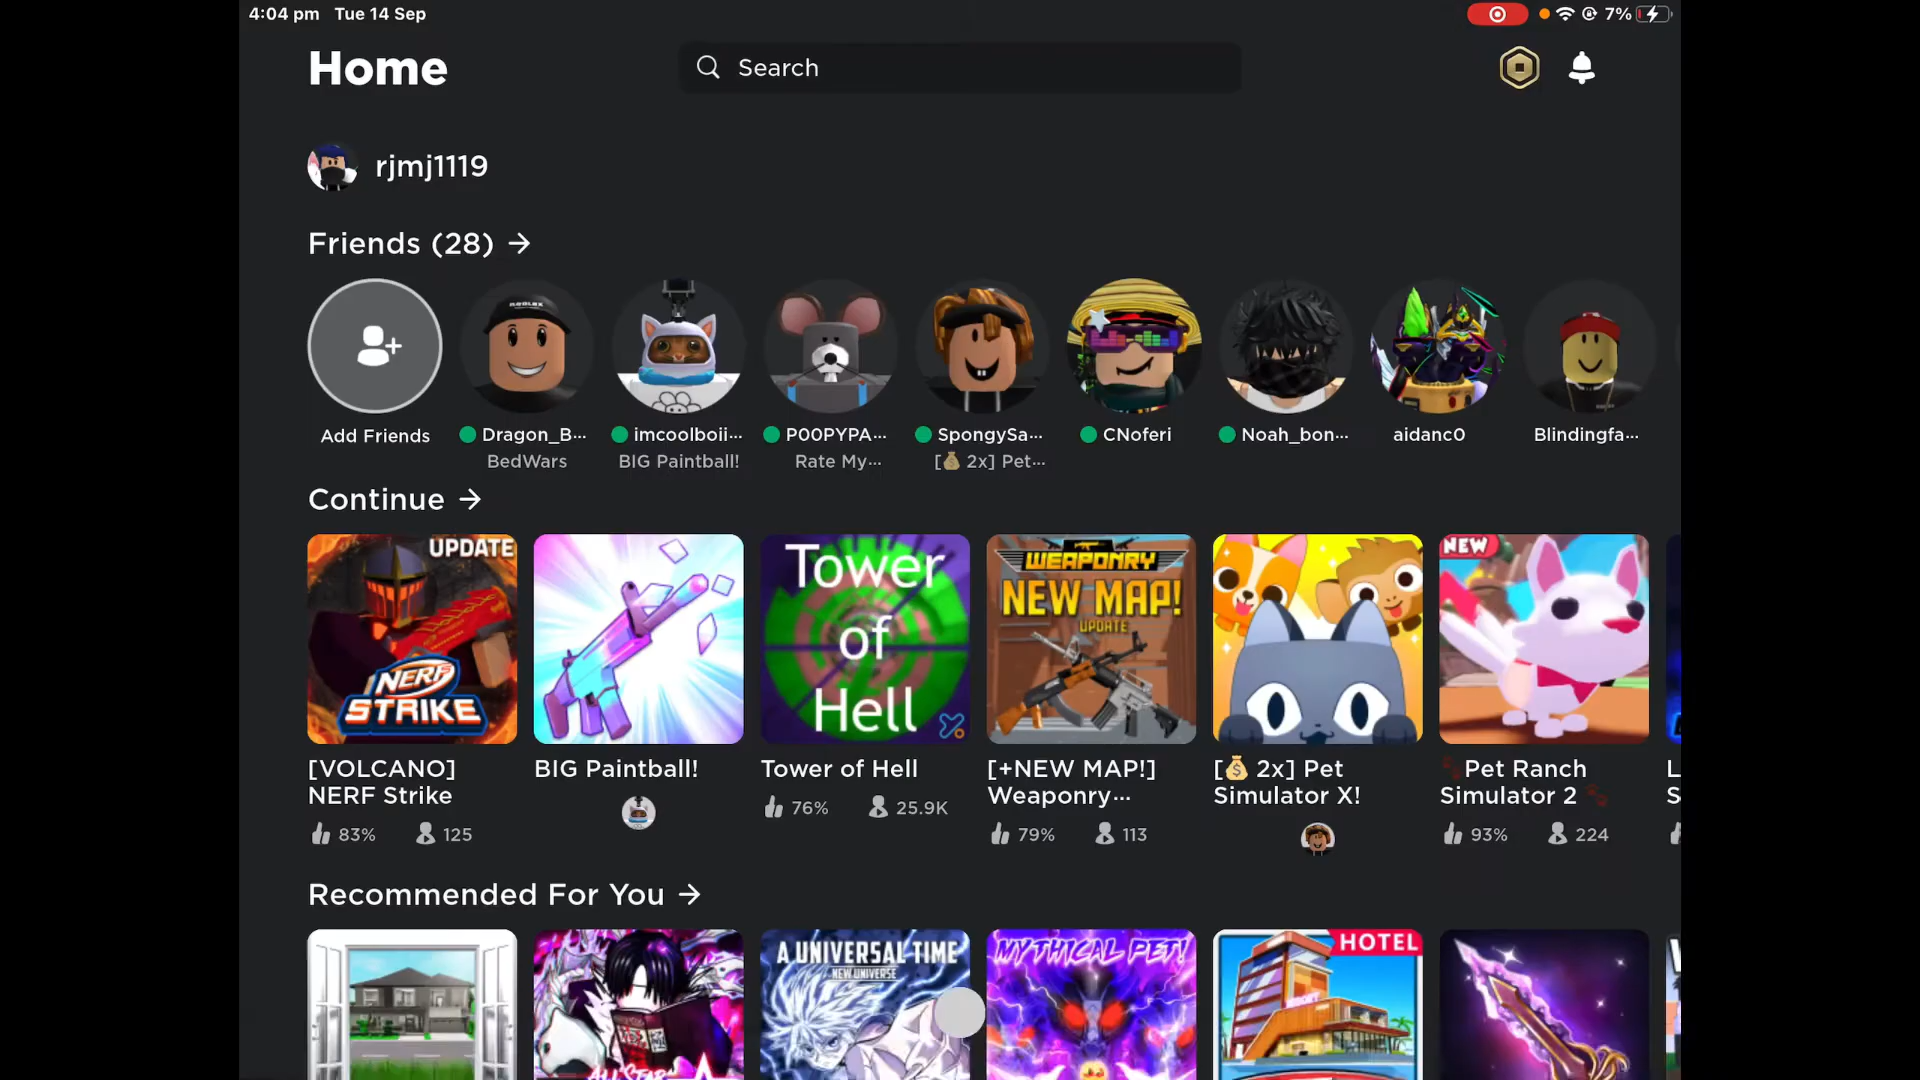 4:04 pm Tue 14 Sep
7%
Home
Search
rjmj1119
Friends (28)
Add Friends
Dragon_B...
BedWars
imcoolboii...
BIG Paintball!
P00PYPA...
Rate My...
SpongySa...
[💰 2x] Pet...
CNoferi
Noah_bon...
aidanc0
Blindingfa...
Continue
UPDATE
NERF
STRIKE
Tower
of
Hell
WEAPONRY
NEW MAP!
UPDATE
NEW
[VOLCANO]
NERF Strike
83% 125
BIG Paintball!
Tower of Hell
76% 25.9K
[+NEW MAP!]
Weaponry...
79% 113
[💰 2x] Pet
Simulator X!
Pet Ranch
Simulator 2
93% 224
L
S
Recommended For You
A UNIVERSAL TIME
NEW UNIVERSE
MYTHICAL PET!
HOTEL